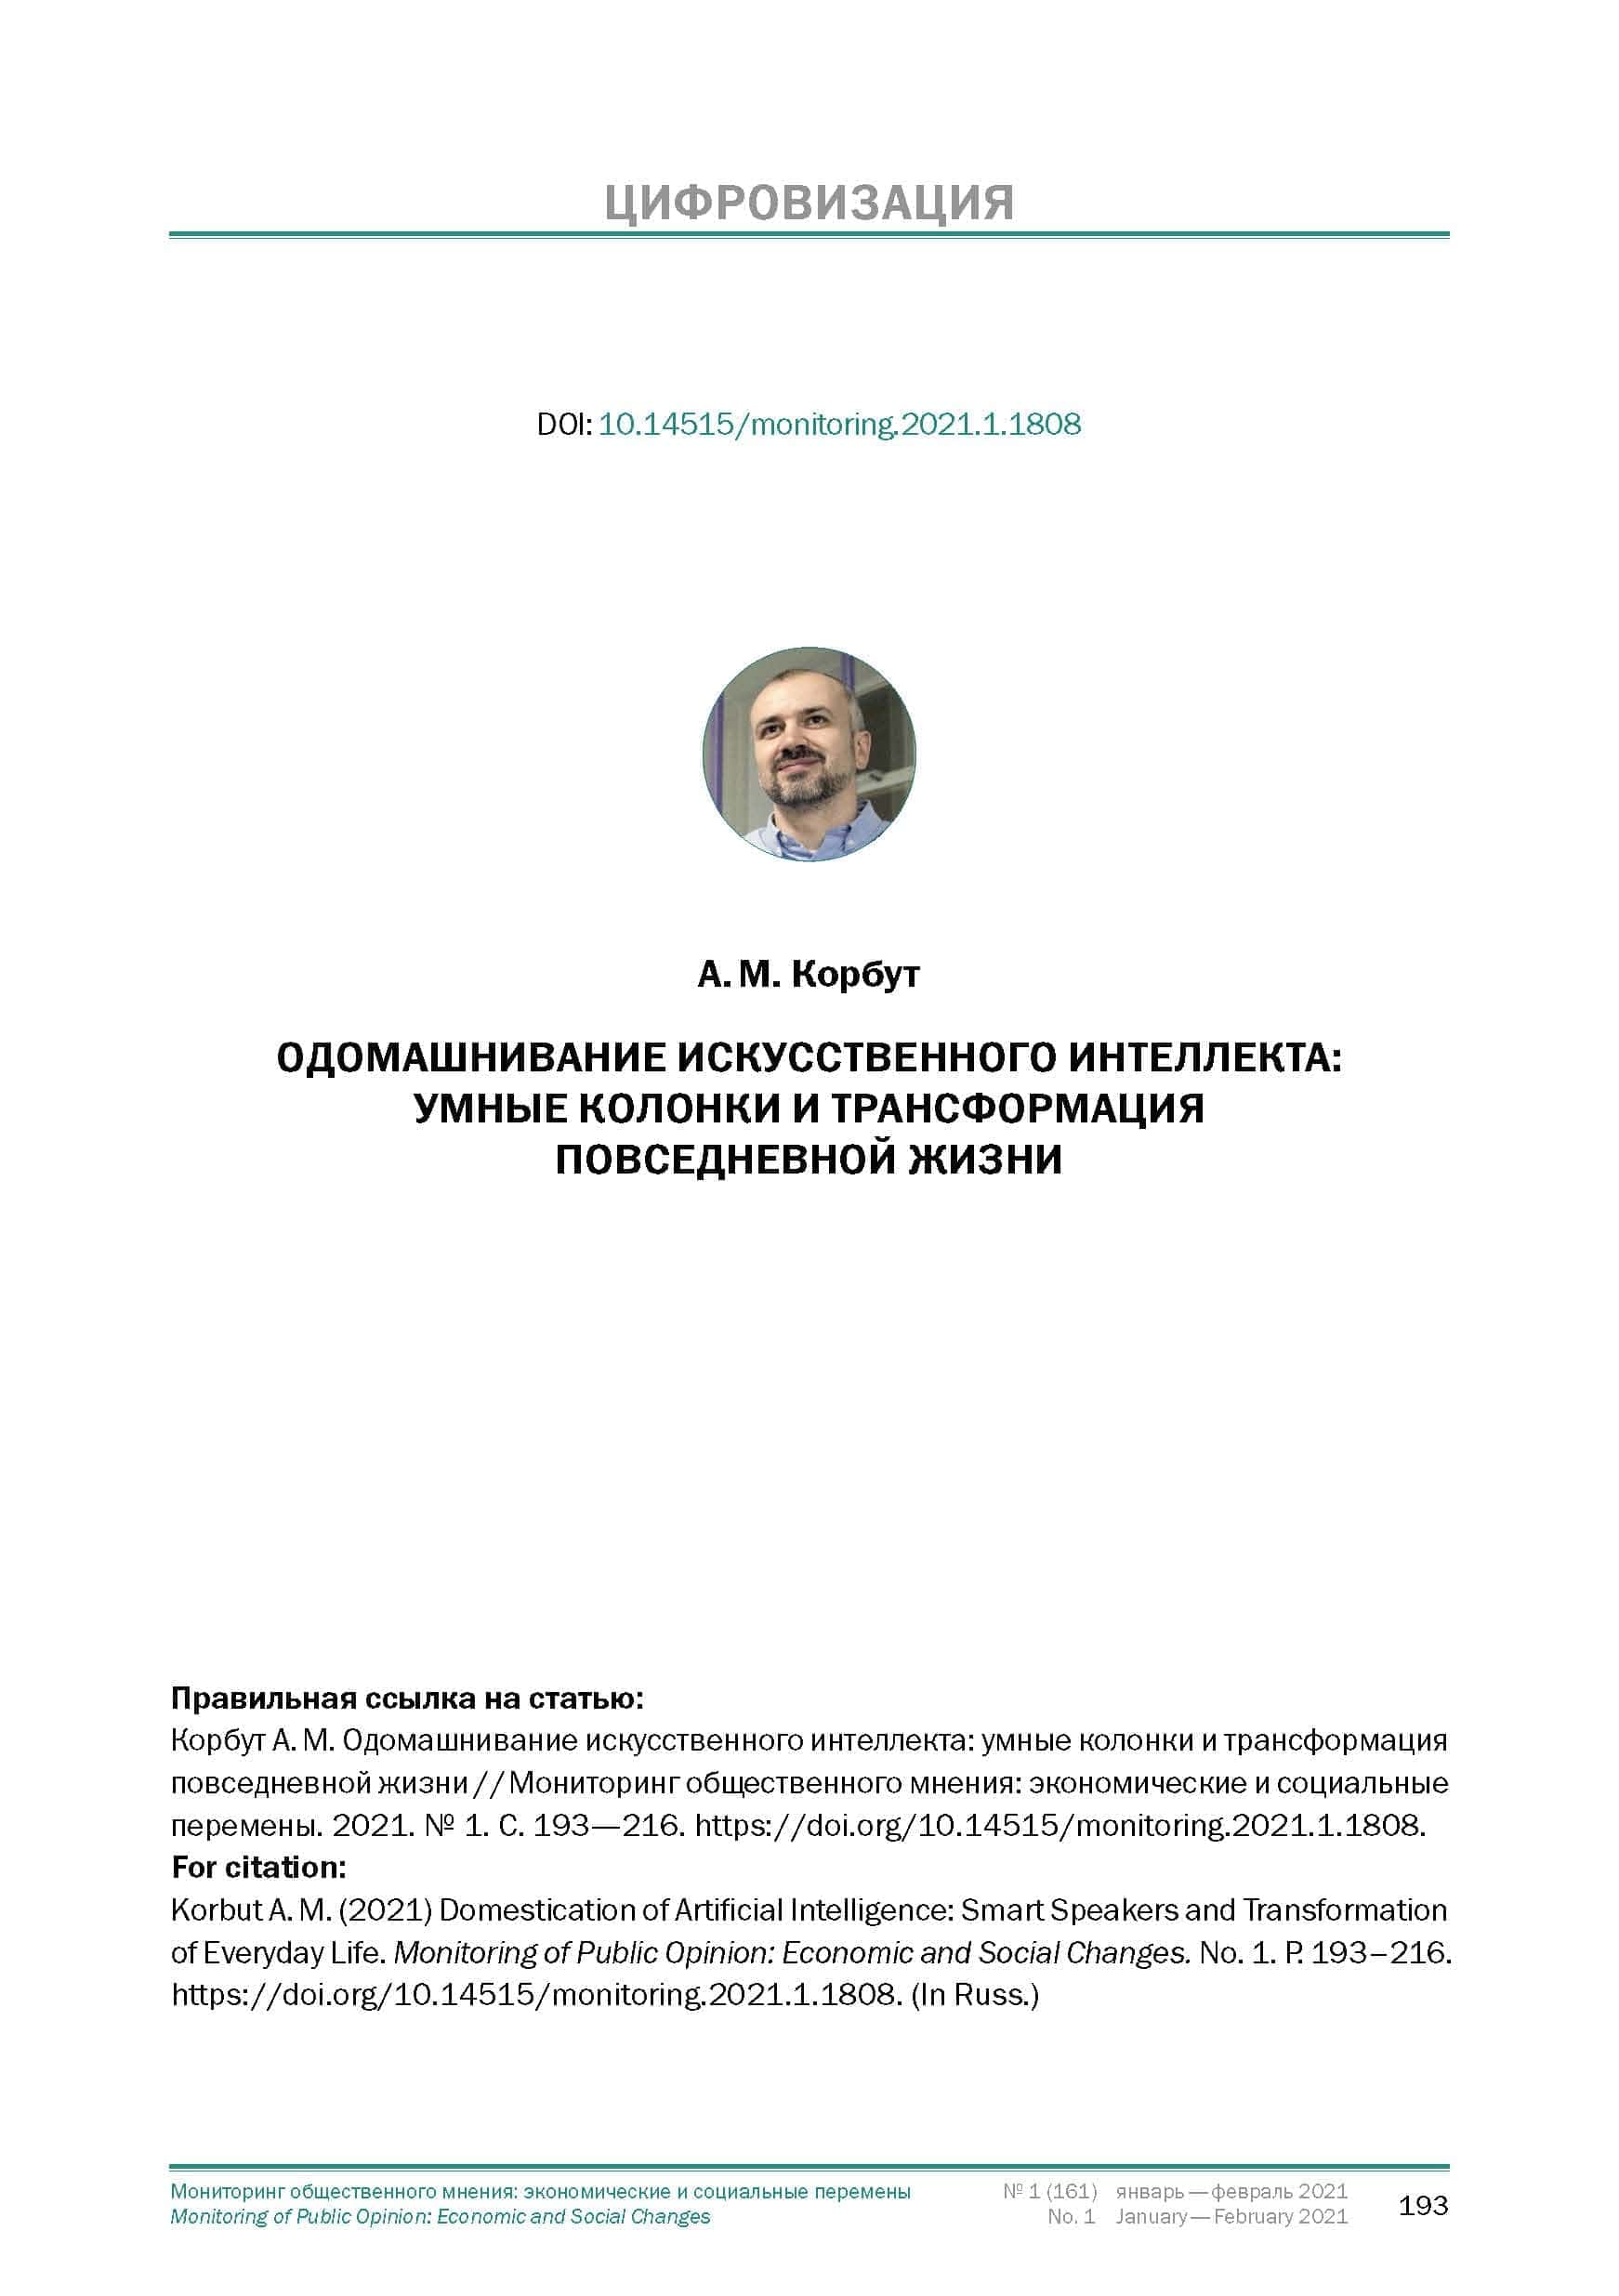 ЦИФРОВИЗАЦИЯ
DOI: 10.14515/monitoring.2021.1.1808
А. М. Корбут
ОДОМАШНИВАНИЕ ИСКУССТВЕННОГО ИНТЕЛЛЕКТА:
УМНЫЕ КОЛОНКИ И ТРАНСФОРМАЦИЯ
ПОВСЕДНЕВНОЙ ЖИЗНИ
Правильная ссылка на статью:
Корбут А. М. Одомашнивание искусственного интеллекта: умные колонки и трансформация
повседневной жизни // Мониторинг общественного мнения: экономические и социальные
перемены. 2021. № 1. С. 193—216. https://doi.org/10.14515/monitoring.2021.1.1808.
For citation:
Korbut A. M. (2021) Domestication of Artificial Intelligence: Smart Speakers and Transformation
of Everyday Life. Monitoring of Public Opinion: Economic and Social Changes. No. 1. P. 193–216.
https://doi.org/10.14515/monitoring.2021.1.1808. (In Russ.)
Мониторинг общественного мнения: экономические и социальные перемены № 1 (161) январь — февраль 2021
Monitoring of Public Opinion: Economic and Social Changes No. 1 January — February 2021
193